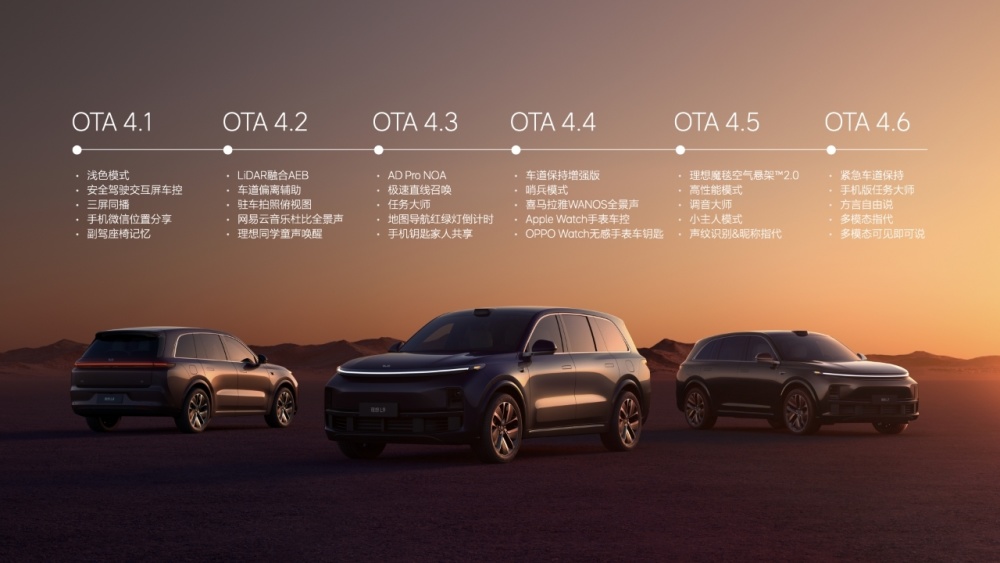 OTA 4.1
浅色模式
安全驾驶交互屏车控
三屏同播
手机微信位置分享
副驾座椅记忆
OTA 4.2
LiDAR融合AEB
车道偏离辅助
驻车拍照俯视图
网易云音乐杜比全景声
理想同学童声唤醒
OTA 4.3
AD Pro NOA
极速直线召唤
任务大师
地图导航红绿灯倒计时
手机钥匙家人共享
OTA 4.4
车道保持增强版
哨兵模式
喜马拉雅WANOS全景声
Apple Watch手表车控
OPPO Watch无感手表车钥匙
OTA 4.5
理想魔毯空气悬架™2.0
高性能模式
调音大师
小主人模式
声纹识别&昵称指代
OTA 4.6
紧急车道保持
手机版任务大师
方言自由说
多模态指代
多模态可见即可说